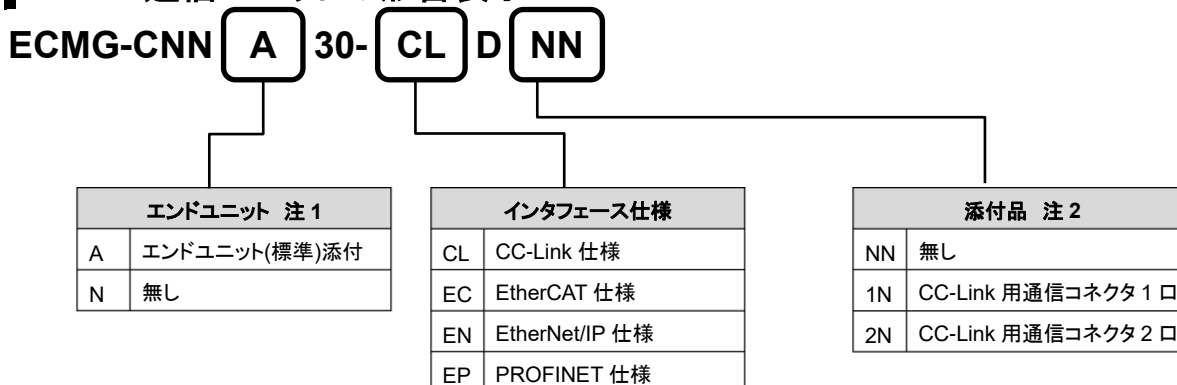 ECMG-CNN A 30- CL D NN
エンドユニット 注 1
A エンドユニット(標準)添付
N 無し
インタフェース仕様
CL CC-Link 仕様
EC EtherCAT 仕様
EN EtherNet/IP 仕様
EP PROFINET 仕様
添付品 注 2
NN 無し
1N CC-Link 用通信コネクタ 1 口
2N CC-Link 用通信コネクタ 2 口